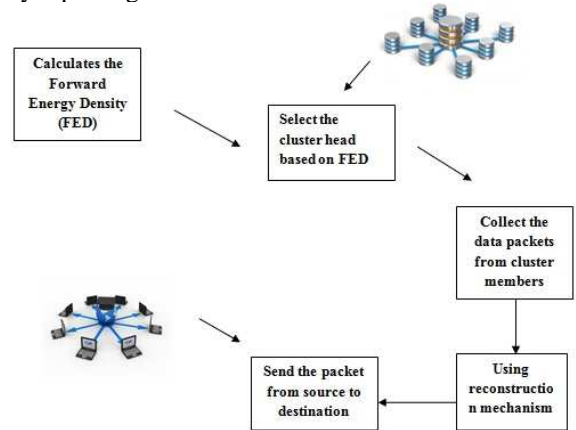 Calculates the
Forward
Energy Density
(FED)
Select the
cluster head
based on FED
Collect the
data packets
from cluster
members
Using
reconstructio
n mechanism
Send the packet
from source to
destination